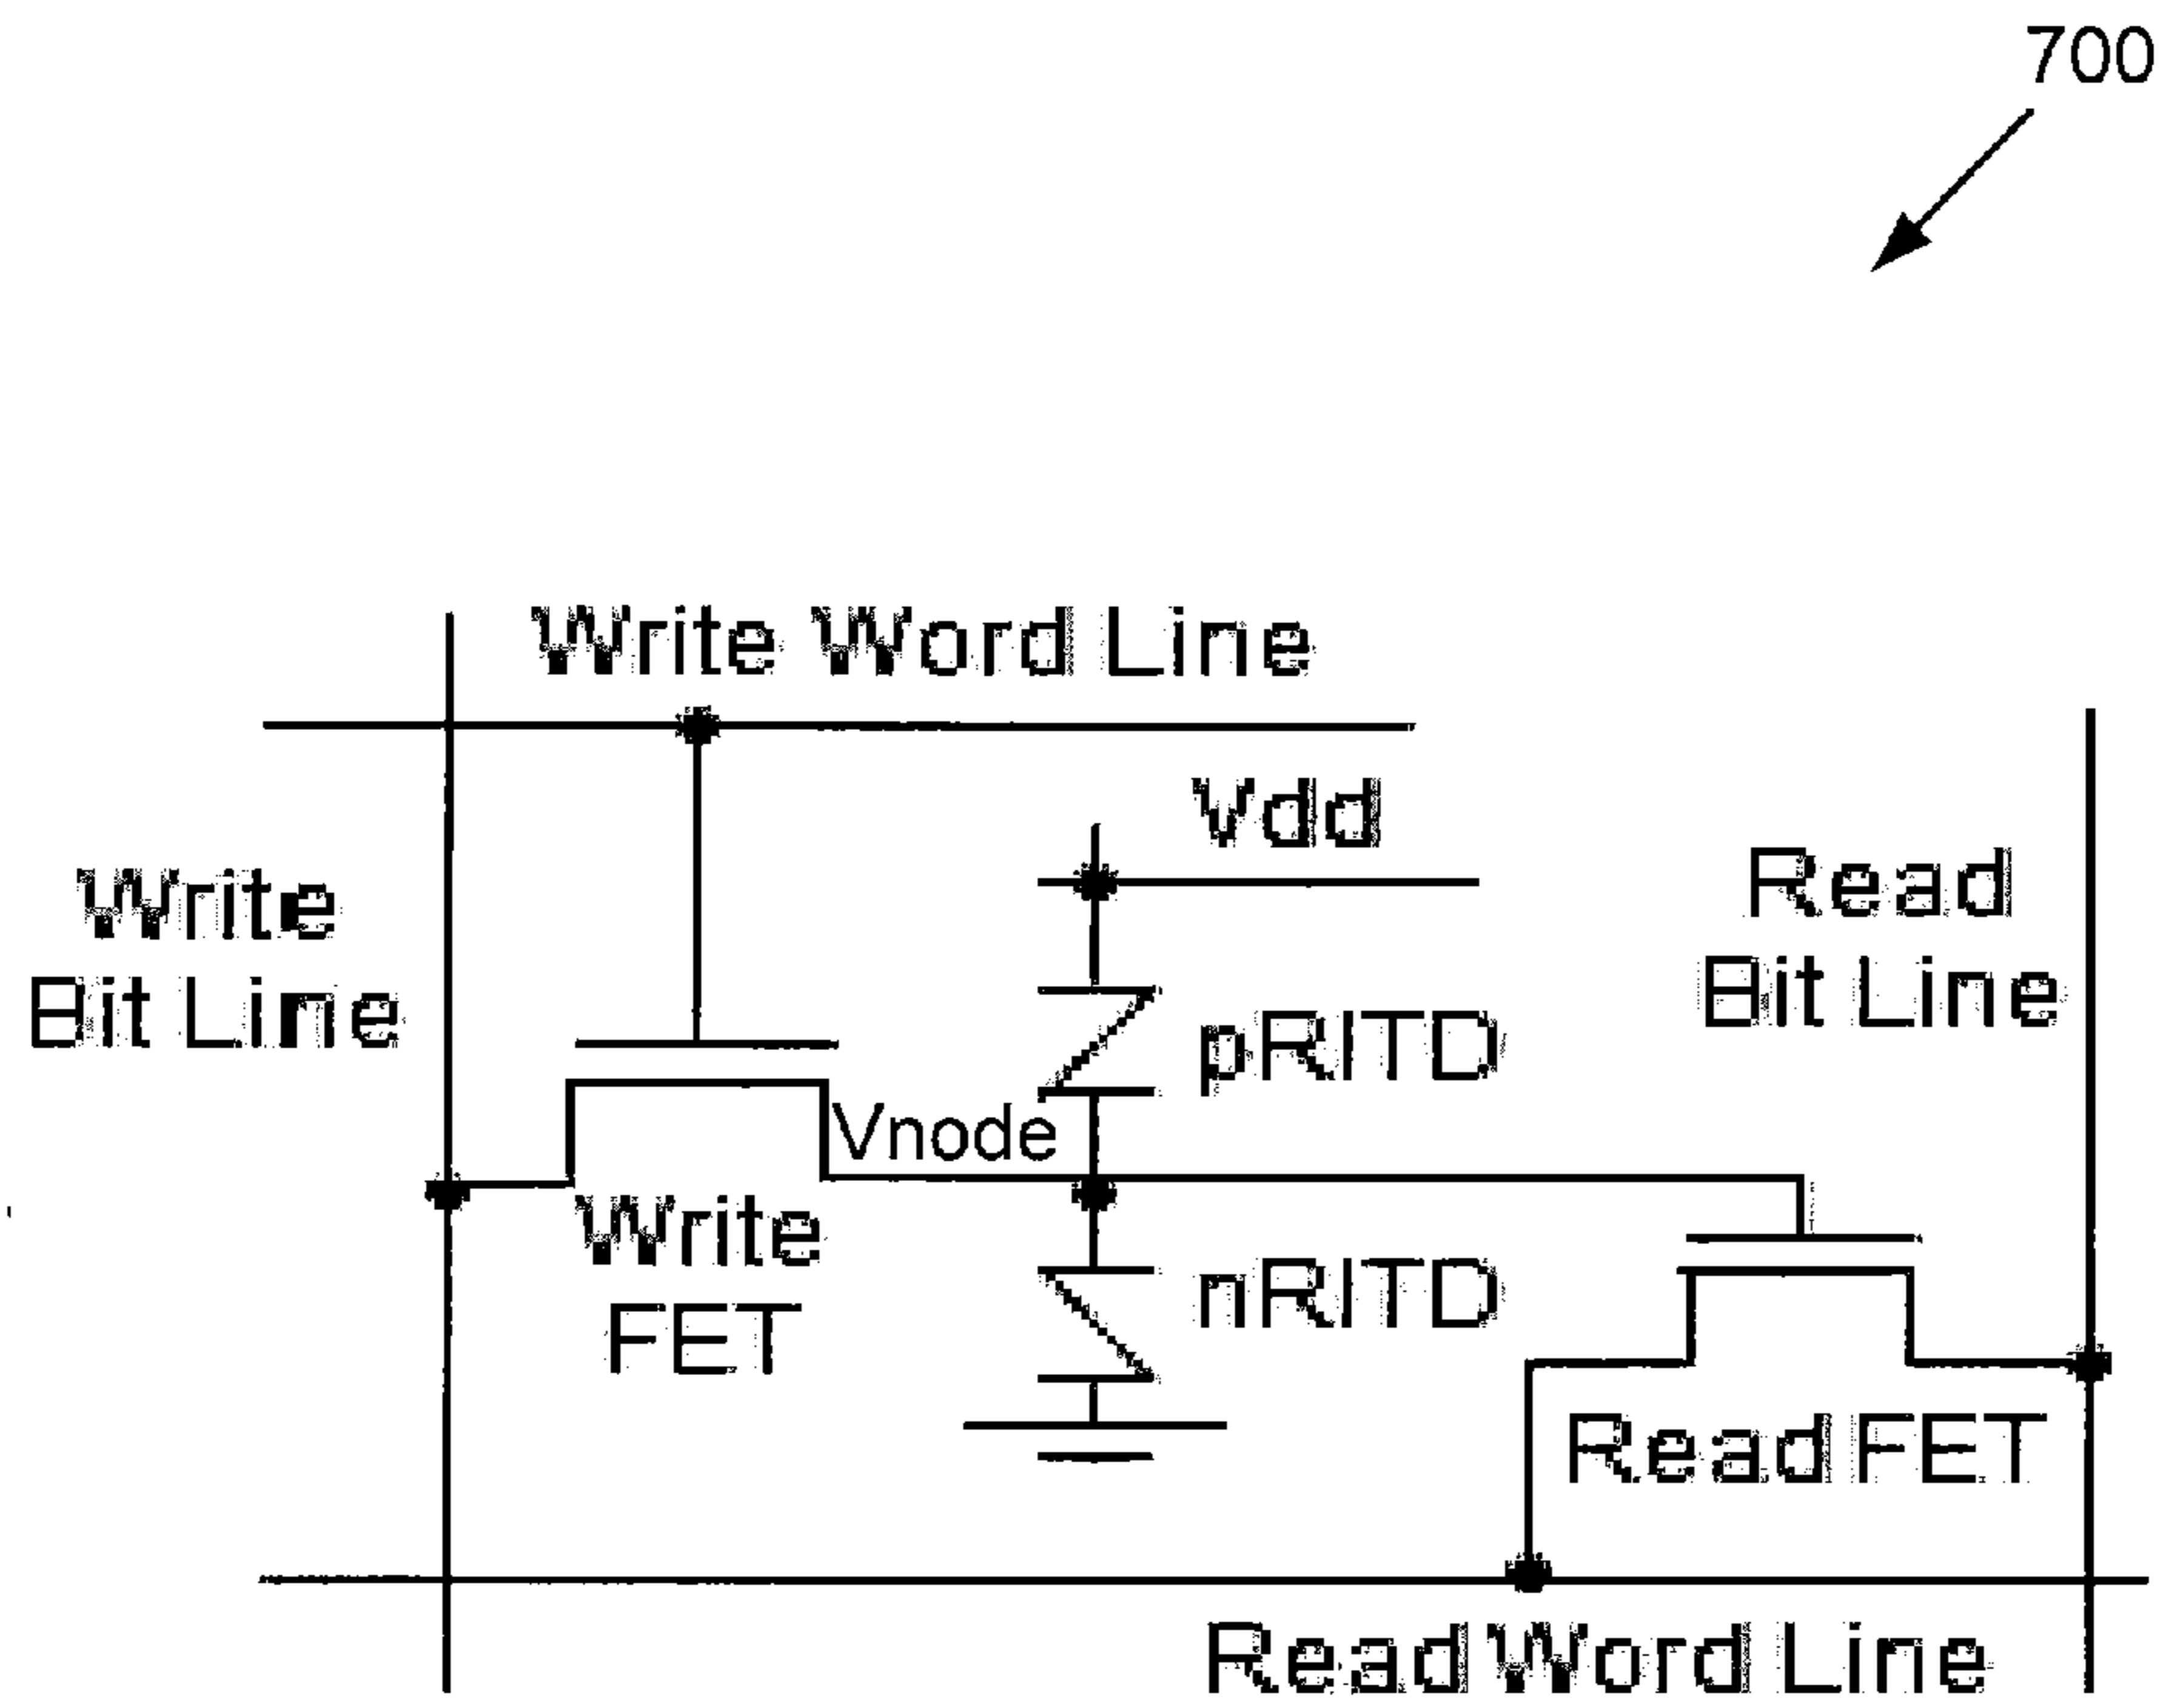 700
Write Word Line
Vdd
Write
Bit Line
Read
Bit Line
pRITD
Vnode
Write
FET
nRITD
Read FET
Read Word Line